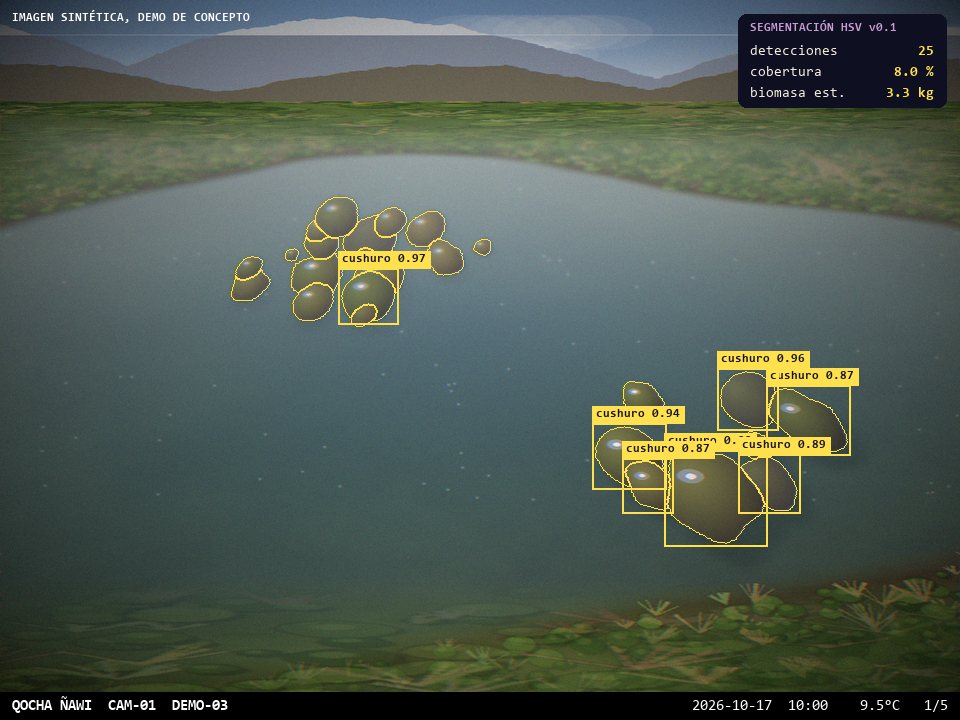 IMAGEN SINTÉTICA, DEMO DE CONCEPTO
SEGMENTACIÓN HSV v0.1
detecciones 25
cobertura 8.0 %
biomasa est. 3.3 kg
cushuro 0.97
cushuro 0.96
cushuro 0.87
cushuro 0.94
cushuro
cushuro 0.89
cushuro 0.87
QOCHA ÑAWI CAM-01 DEMO-03
2026-10-17 10:00 9.5°C 1/5